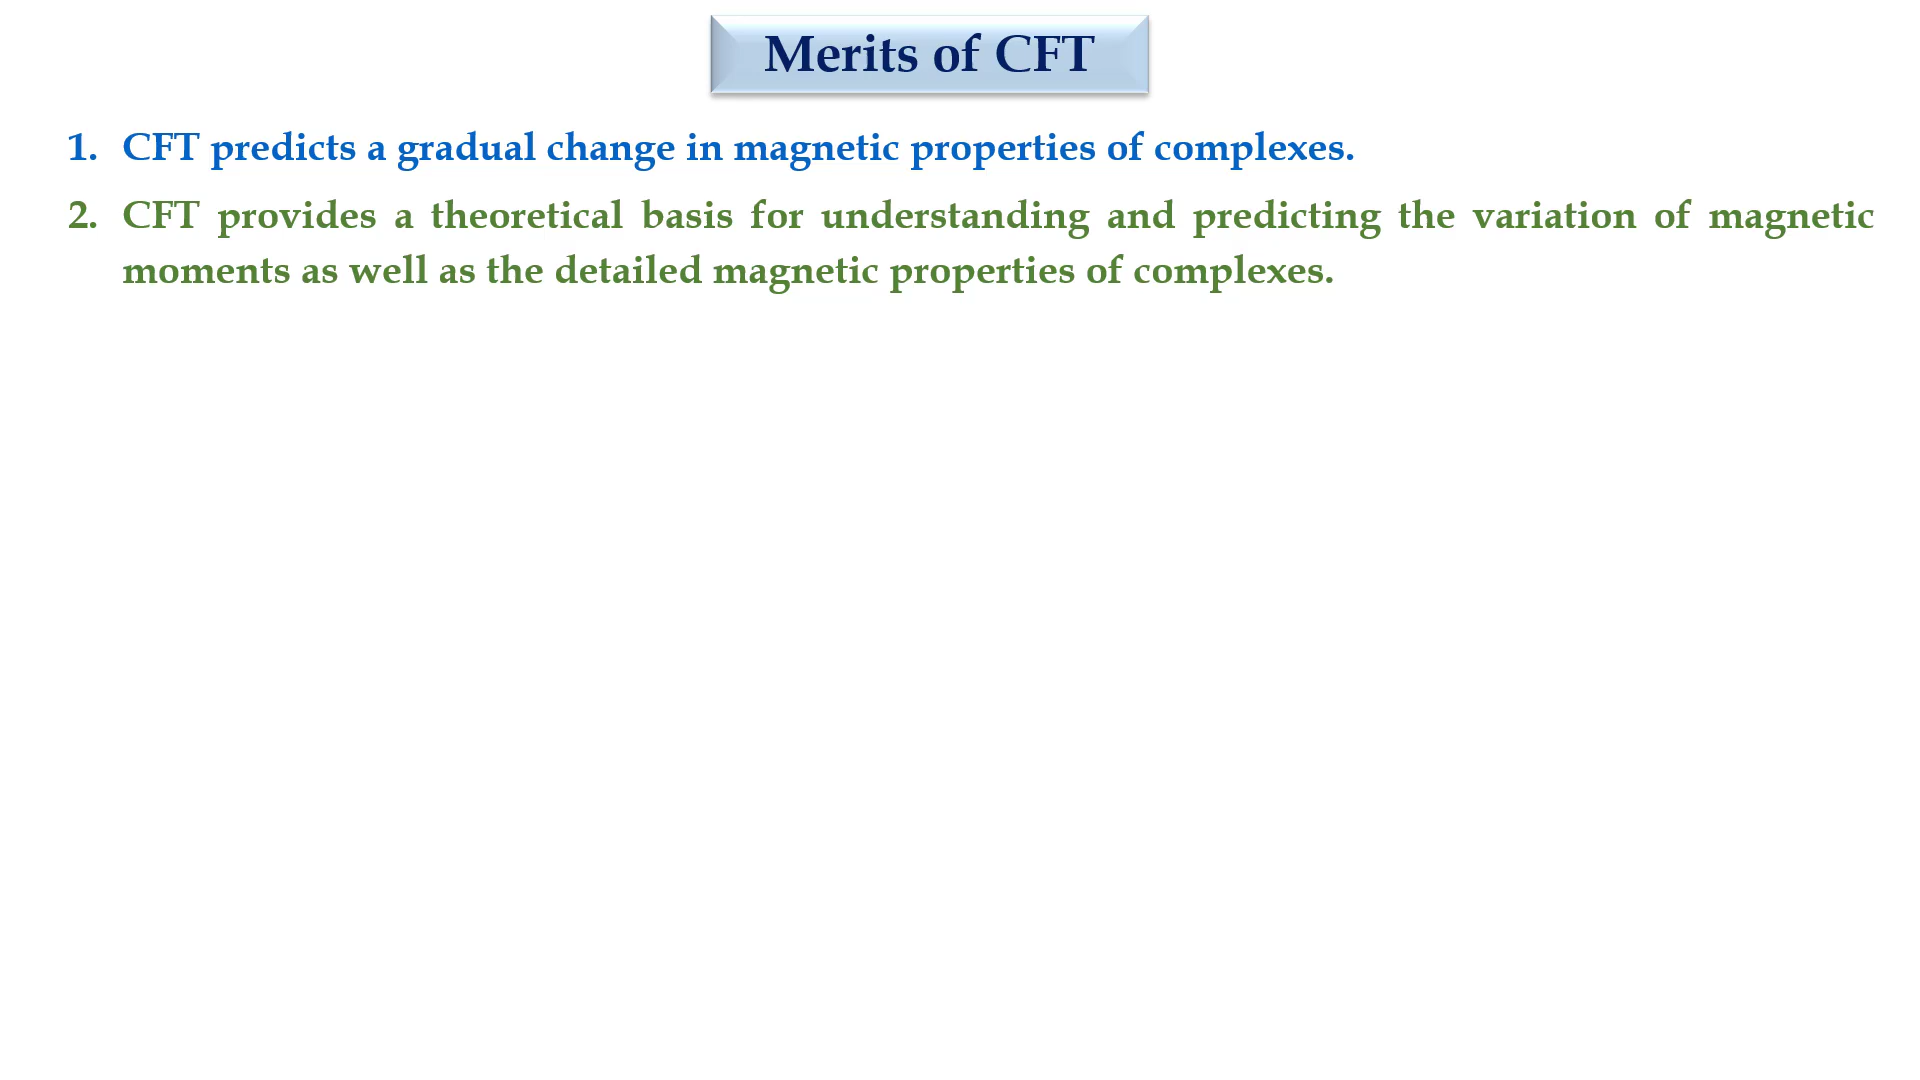 Merits of CFT
1. CFT predicts a gradual change in magnetic properties of complexes.
2. CFT provides a theoretical basis for understanding and predicting the variation of magnetic
moments as well as the detailed magnetic properties of complexes.